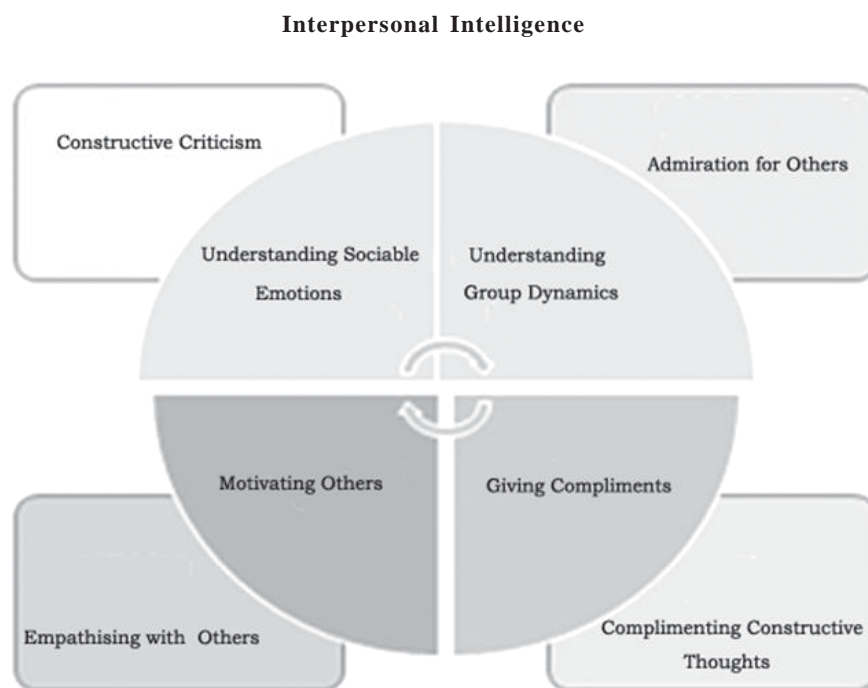 Interpersonal Intelligence
Constructive Criticism
Admiration for Others
Understanding Sociable
Emotions
Understanding
Group Dynamics
Motivating Others
Giving Compliments
Empathising with Others
Complimenting Constructive
Thoughts